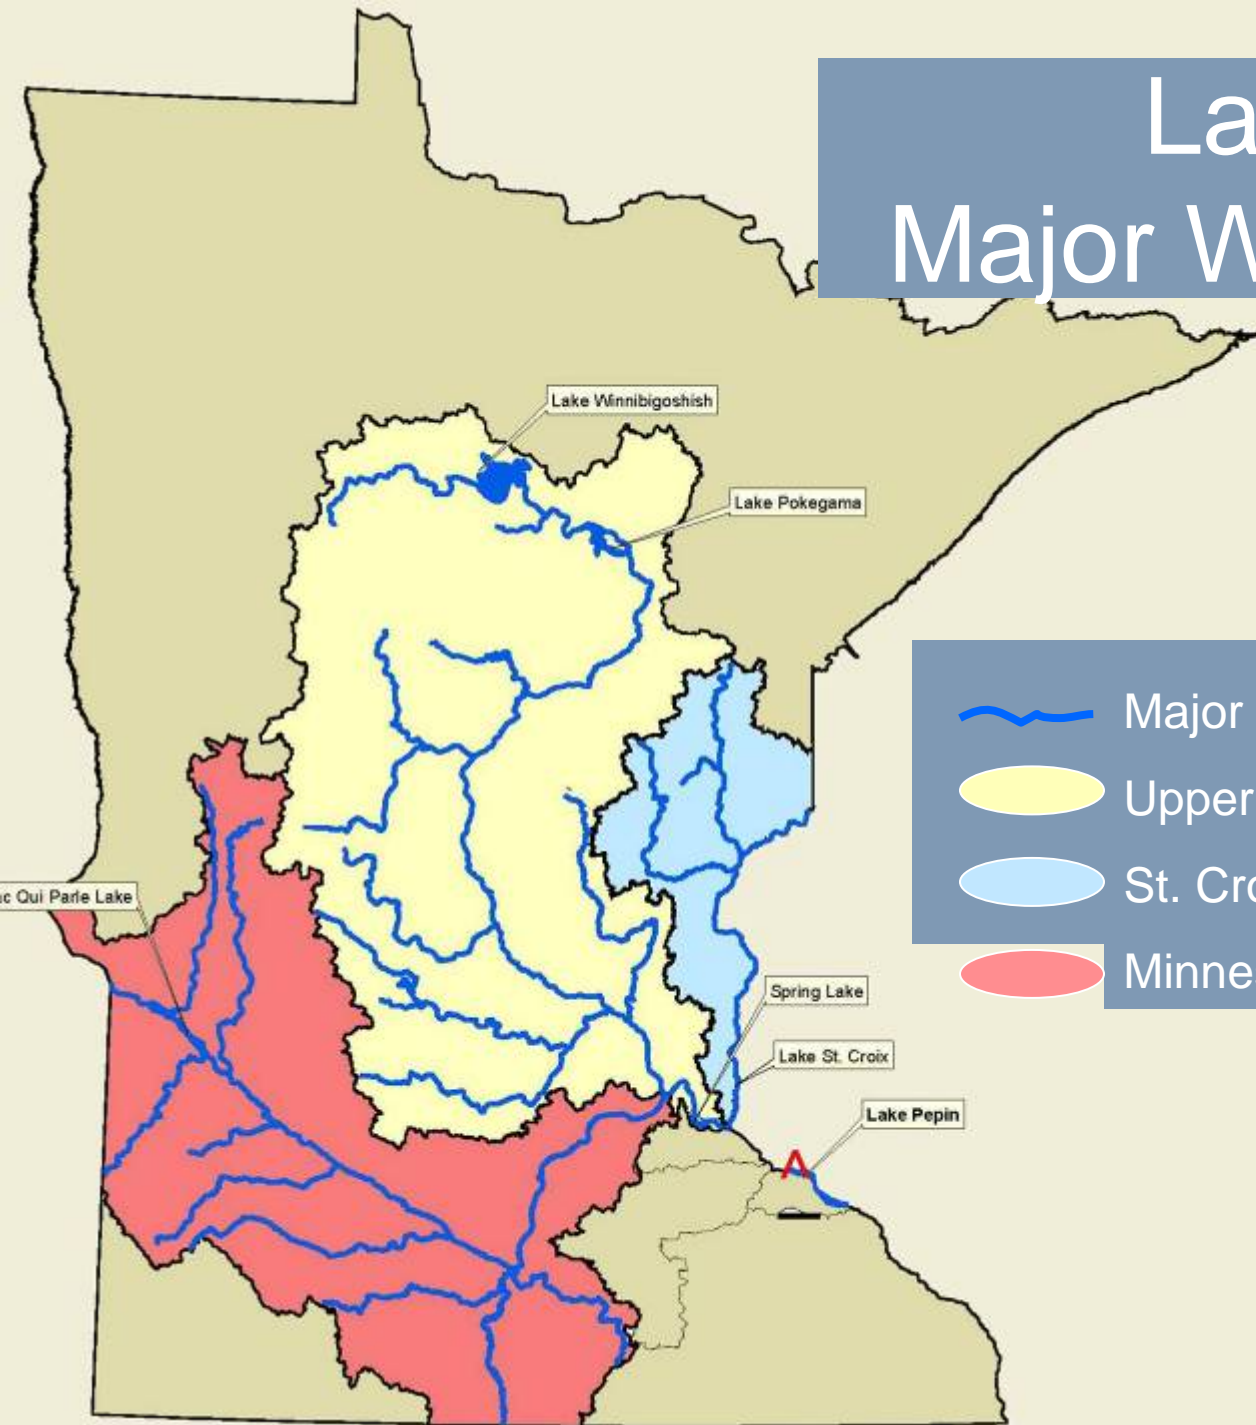 La
Major W
Lake Winnibigoshish
Lake Pokegama
Major
Upper
St. Cro
Minne
ac Qui Parle Lake
Spring Lake
Lake St. Croix
Lake Pepin